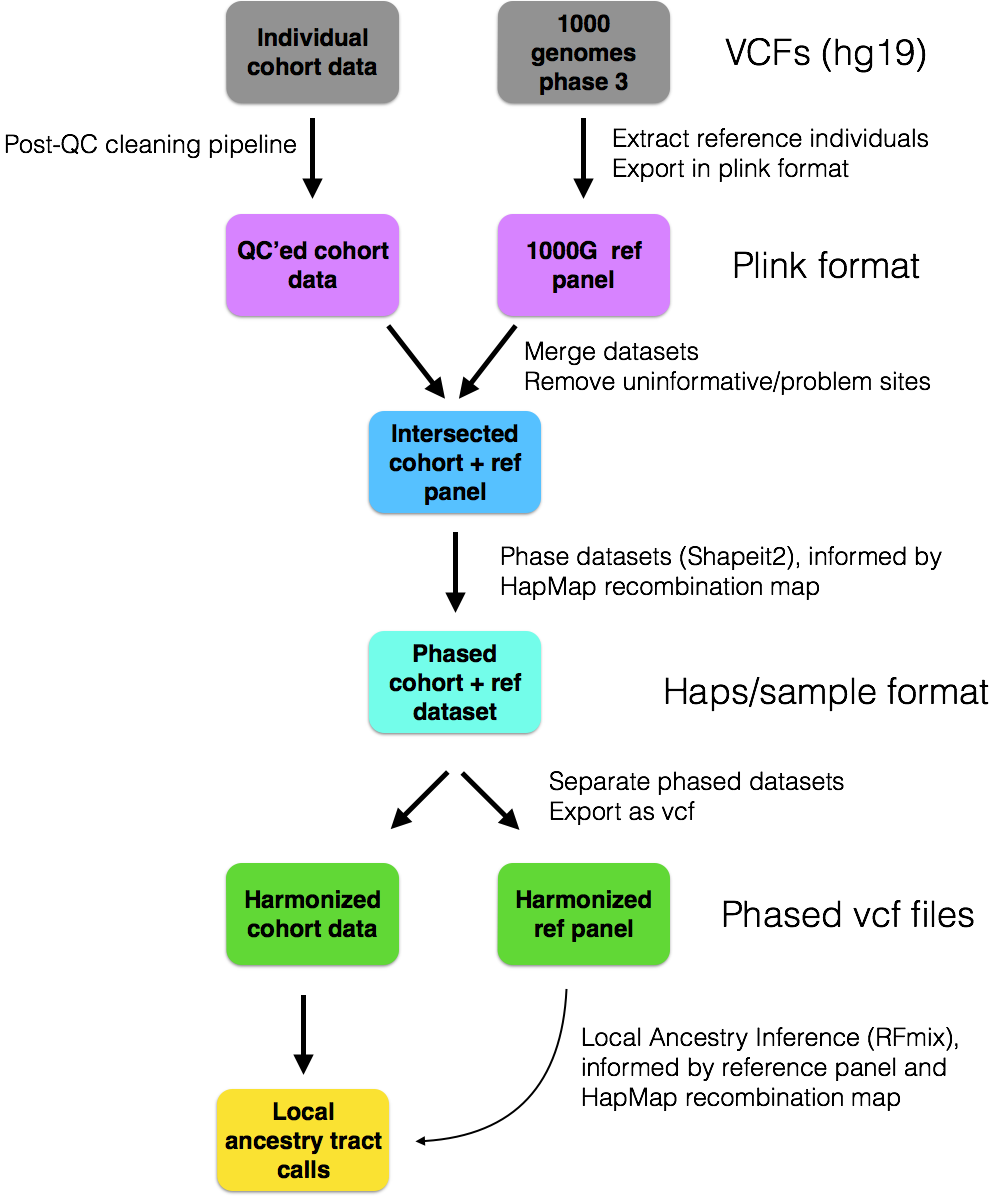 Individual
cohort data
1000
genomes
phase 3
VCFs (hg19)
Post-QC cleaning pipeline
Extract reference individuals
Export in plink format
QC’ed cohort
data
1000G  ref
panel
Plink format
Merge datasets
Remove uninformative/problem sites
Intersected
cohort + ref
panel
Phase datasets (Shapeit2), informed by
HapMap recombination map
Phased
cohort + ref
dataset
Haps/sample format
Separate phased datasets
Export as vcf
Harmonized
cohort data
Harmonized
ref panel
Phased vcf files
Local Ancestry Inference (RFmix),
informed by reference panel and
HapMap recombination map
Local
ancestry tract
calls